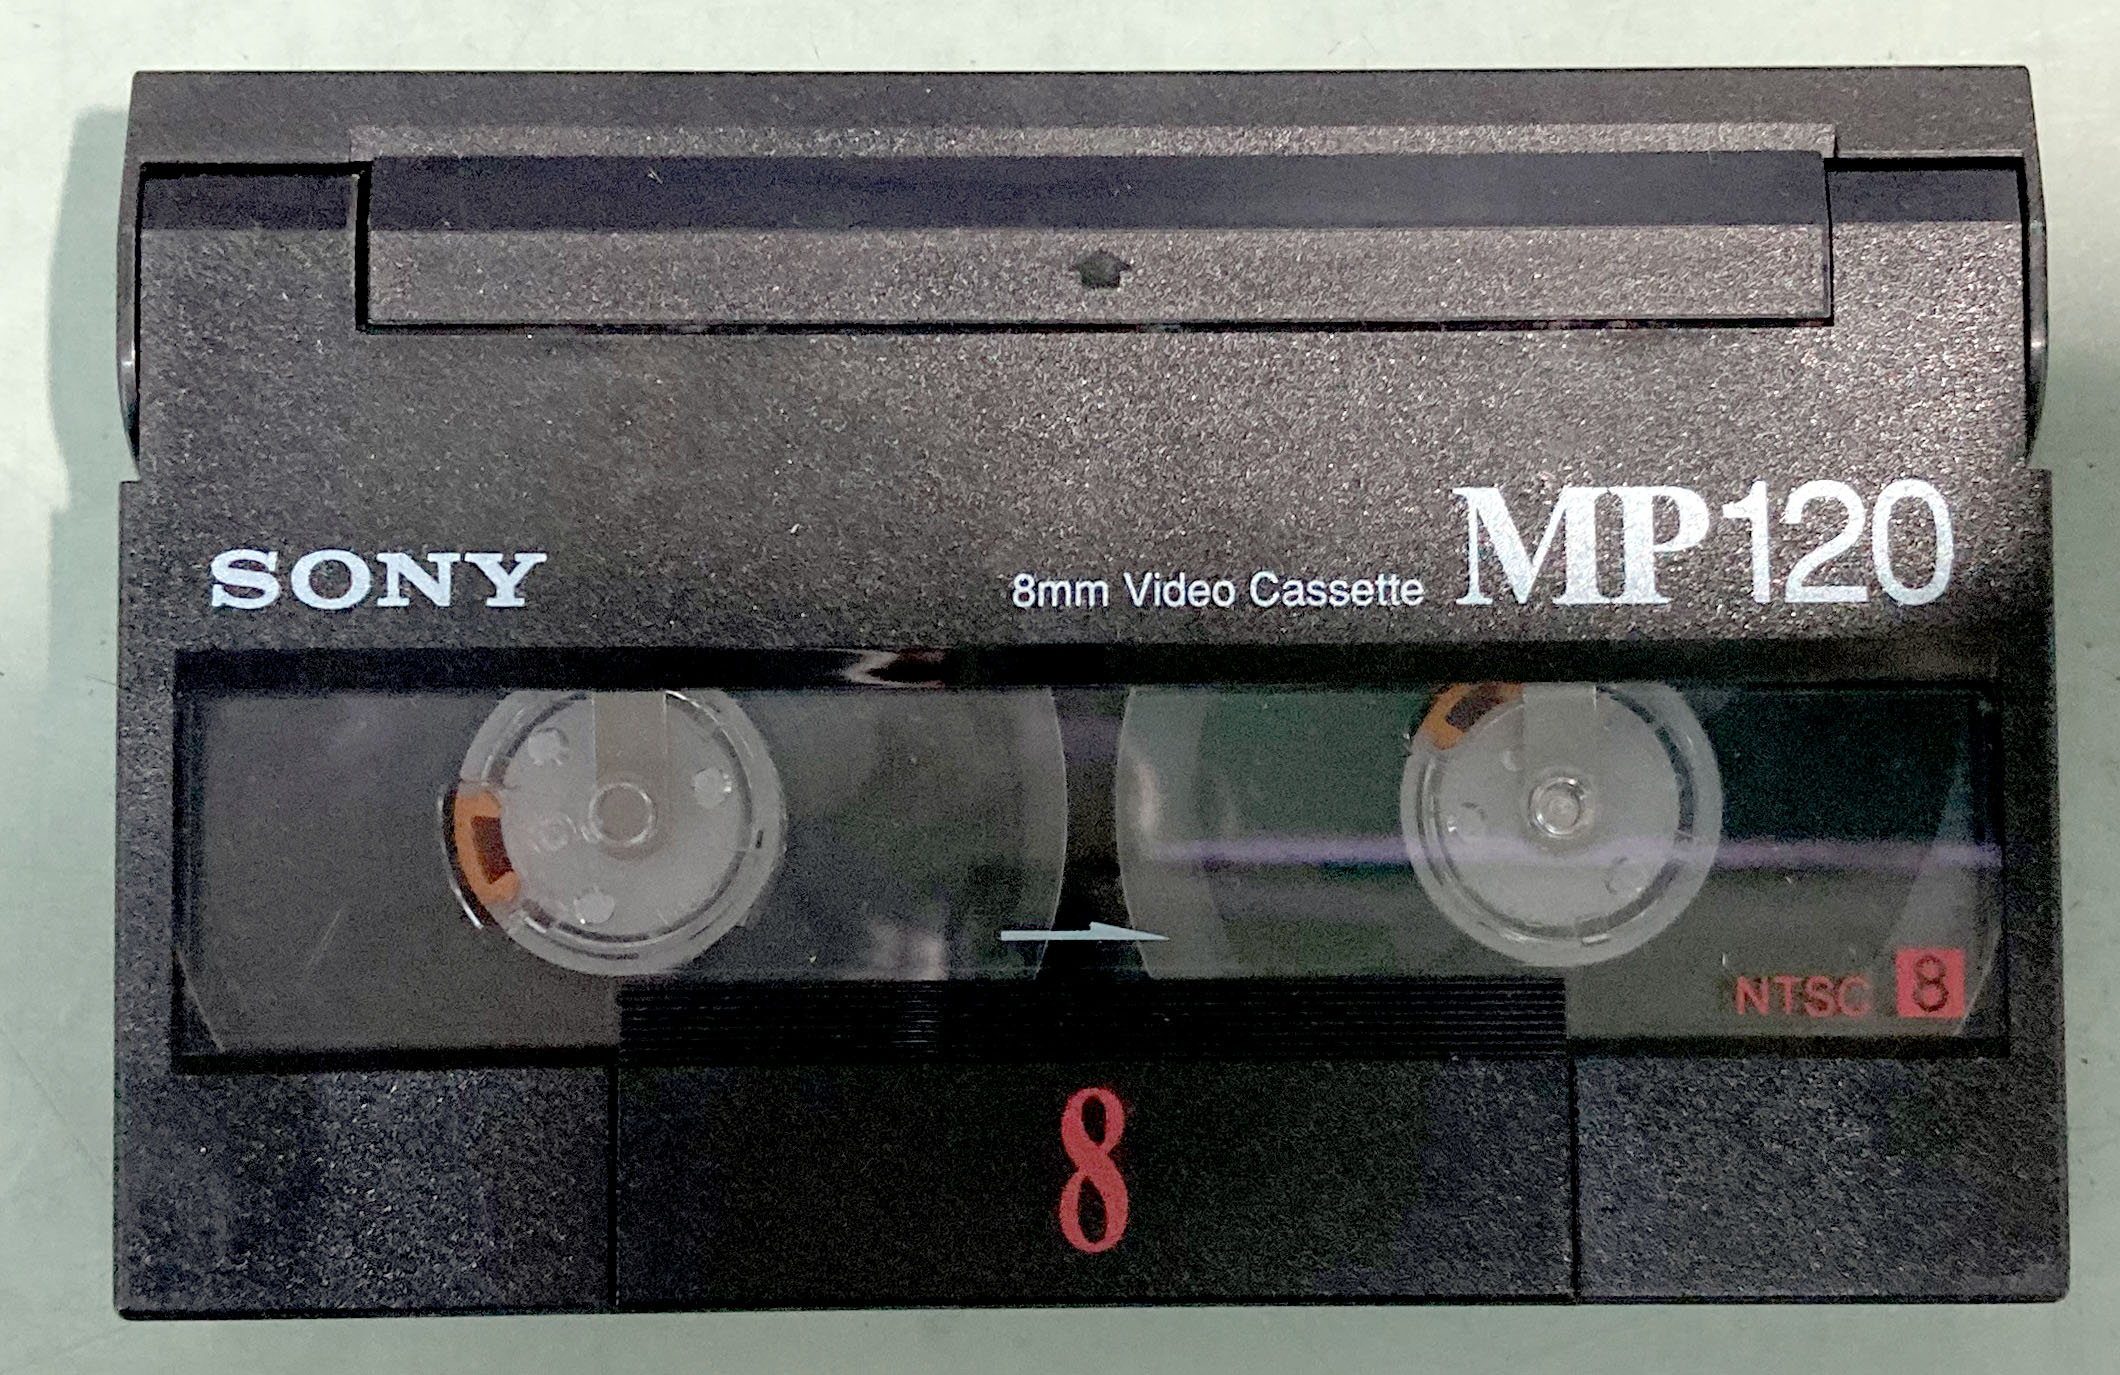 SONY
8mm Video Cassette MP120
NTSC 8
8